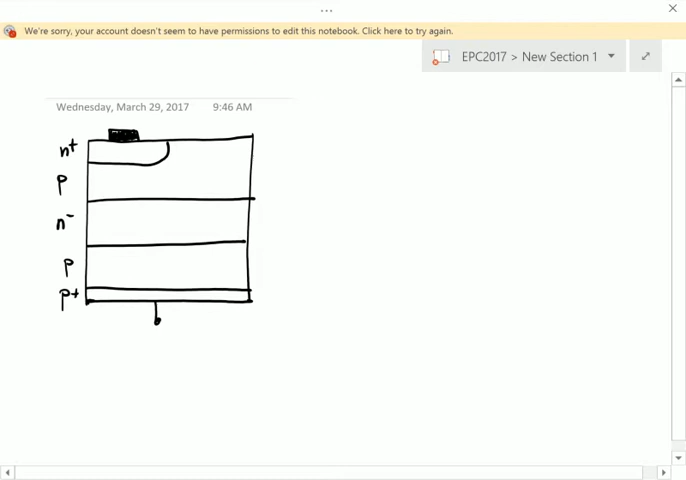 ...
We're sorry, your account doesn't seem to have permissions to edit this notebook. Click here to try again.
EPC2017 > New Section 1
Wednesday, March 29, 2017 9:46 AM
n+
p
n-
p
p+